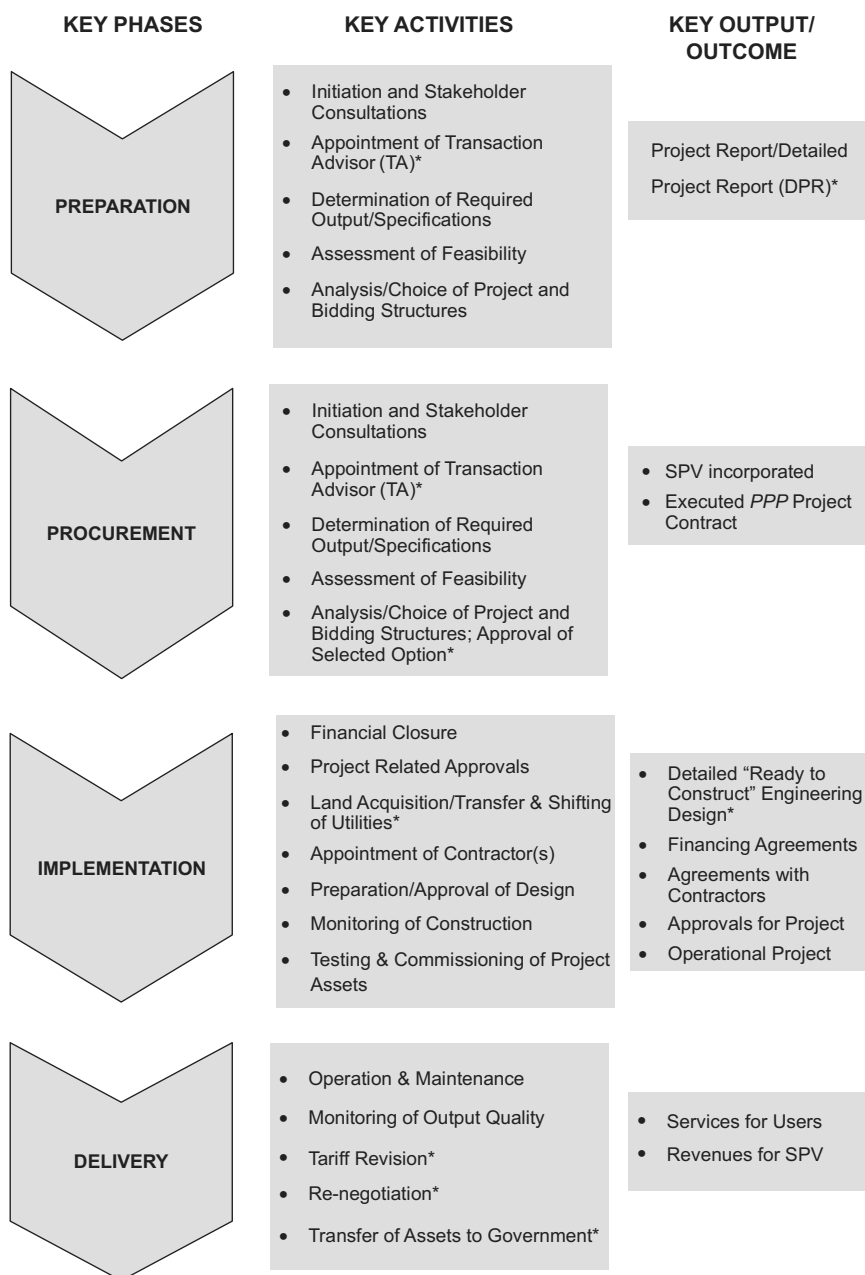 KEY PHASES
KEY ACTIVITIES
KEY OUTPUT/
OUTCOME
PREPARATION
• Initiation and Stakeholder
Consultations
• Appointment of Transaction
Advisor (TA)*
• Determination of Required
Output/Specifications
• Assessment of Feasibility
• Analysis/Choice of Project and
Bidding Structures
Project Report/Detailed
Project Report (DPR)*
PROCUREMENT
• Initiation and Stakeholder
Consultations
• Appointment of Transaction
Advisor (TA)*
• Determination of Required
Output/Specifications
• Assessment of Feasibility
• Analysis/Choice of Project and
Bidding Structures; Approval of
Selected Option*
• SPV incorporated
• Executed PPP Project
Contract
IMPLEMENTATION
• Financial Closure
• Project Related Approvals
• Land Acquisition/Transfer & Shifting
of Utilities*
• Appointment of Contractor(s)
• Preparation/Approval of Design
• Monitoring of Construction
• Testing & Commissioning of Project
Assets
• Detailed “Ready to
Construct” Engineering
Design*
• Financing Agreements
• Agreements with
Contractors
• Approvals for Project
• Operational Project
DELIVERY
• Operation & Maintenance
• Monitoring of Output Quality
• Tariff Revision*
• Re-negotiation*
• Transfer of Assets to Government*
• Services for Users
• Revenues for SPV